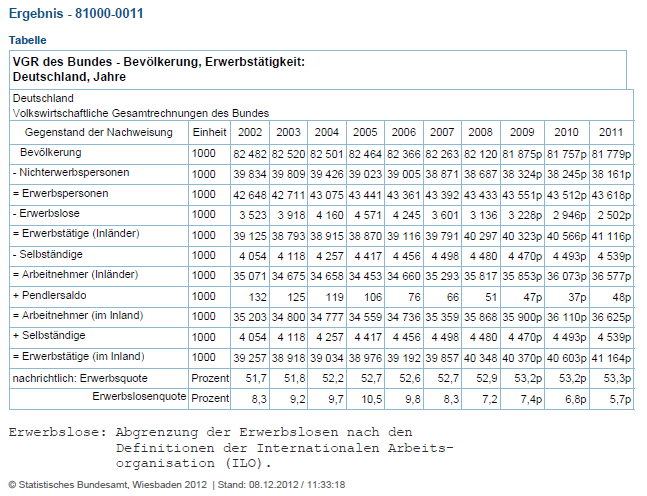 Ergebnis - 81000-0011
Tabelle
VGR des Bundes - Bevölkerung, Erwerbstätigkeit:
Deutschland, Jahre
Deutschland
Volkswirtschaftliche Gesamtrechnungen des Bundes
Gegenstand der Nachweisung Einheit 2002 2003 2004 2005 2006 2007 2008 2009 2010 2011
Bevölkerung 1000 82 482 82 520 82 501 82 464 82 366 82 263 82 120 81 875p 81 757p 81 779p
- Nichterwerbspersonen 1000 39 834 39 809 39 426 39 023 39 005 38 871 38 687 38 324p 38 245p 38 161p
= Erwerbspersonen 1000 42 648 42 711 43 075 43 441 43 361 43 392 43 433 43 551p 43 512p 43 618p
- Erwerbslose 1000 3 523 3 918 4 160 4 571 4 245 3 601 3 136 3 228p 2 946p 2 502p
= Erwerbstätige (Inländer) 1000 39 125 38 793 38 915 38 870 39 116 39 791 40 297 40 323p 40 566p 41 116p
- Selbständige 1000 4 054 4 118 4 257 4 417 4 456 4 498 4 480 4 470p 4 493p 4 539p
= Arbeitnehmer (Inländer) 1000 35 071 34 675 34 658 34 453 34 660 35 293 35 817 35 853p 36 073p 36 577p
+ Pendlersaldo 1000 132 125 119 106 76 66 51 47p 37p 48p
= Arbeitnehmer (im Inland) 1000 35 203 34 800 34 777 34 559 34 736 35 359 35 868 35 900p 36 110p 36 625p
+ Selbständige 1000 4 054 4 118 4 257 4 417 4 456 4 498 4 480 4 470p 4 493p 4 539p
= Erwerbstätige (im Inland) 1000 39 257 38 918 39 034 38 976 39 192 39 857 40 348 40 370p 40 603p 41 164p
nachrichtlich: Erwerbsquote Prozent 51,7 51,8 52,2 52,7 52,6 52,7 52,9 53,2p 53,2p 53,3p
Erwerbslosenquote Prozent 8,3 9,2 9,7 10,5 9,8 8,3 7,2 7,4p 6,8p 5,7p
Erwerbslose: Abgrenzung der Erwerbslosen nach den
Definitionen der Internationalen Arbeits-
organisation (ILO).
© Statistisches Bundesamt, Wiesbaden 2012 | Stand: 08.12.2012 / 11:33:18